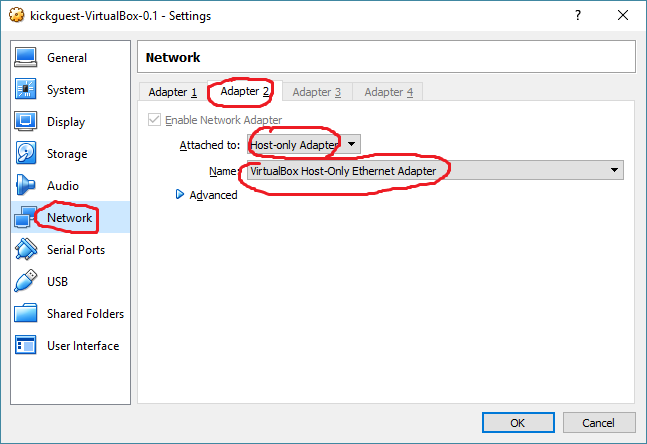 kickguest-VirtualBox-0.1 - Settings
?
General
System
Display
Storage
Audio
Network
Serial Ports
USB
Shared Folders
User Interface
Network
Adapter 1 Adapter 2 Adapter 3 Adapter 4
Enable Network Adapter
Attached to: Host-only Adapter
Name: VirtualBox Host-Only Ethernet Adapter
Advanced
OK Cancel